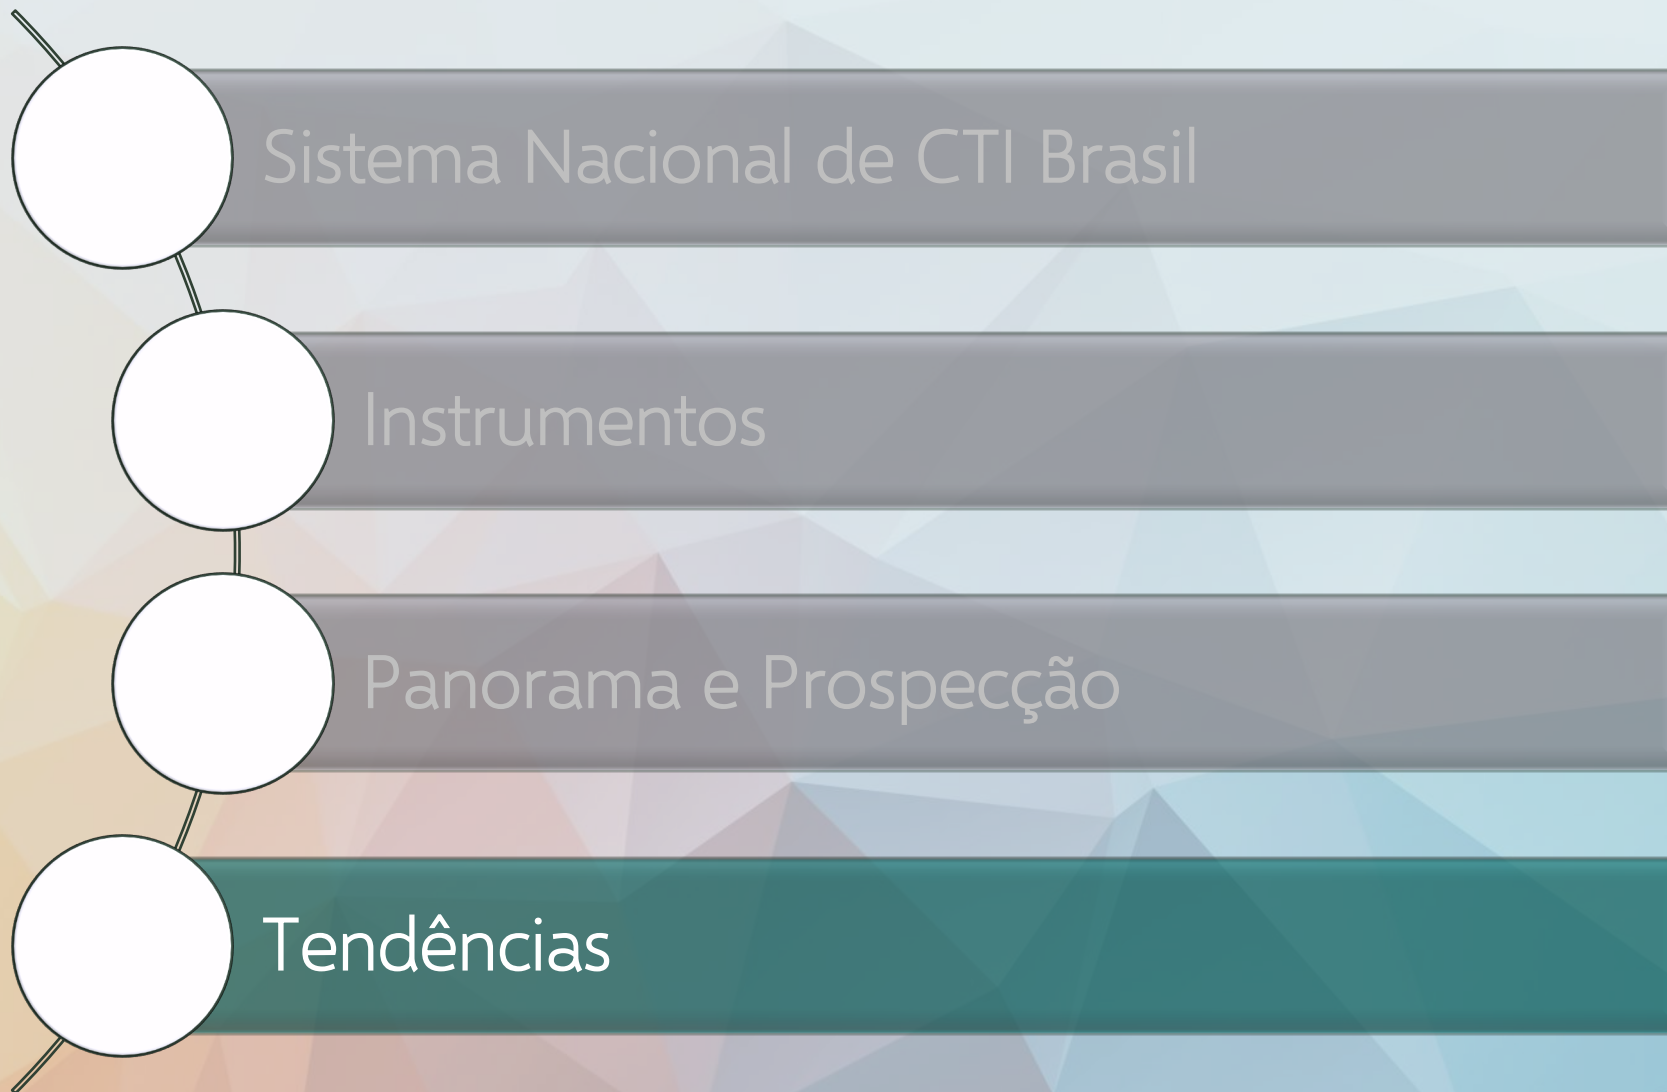 Sistema Nacional de CTI Brasil
Instrumentos
Panorama e Prospecção
Tendências